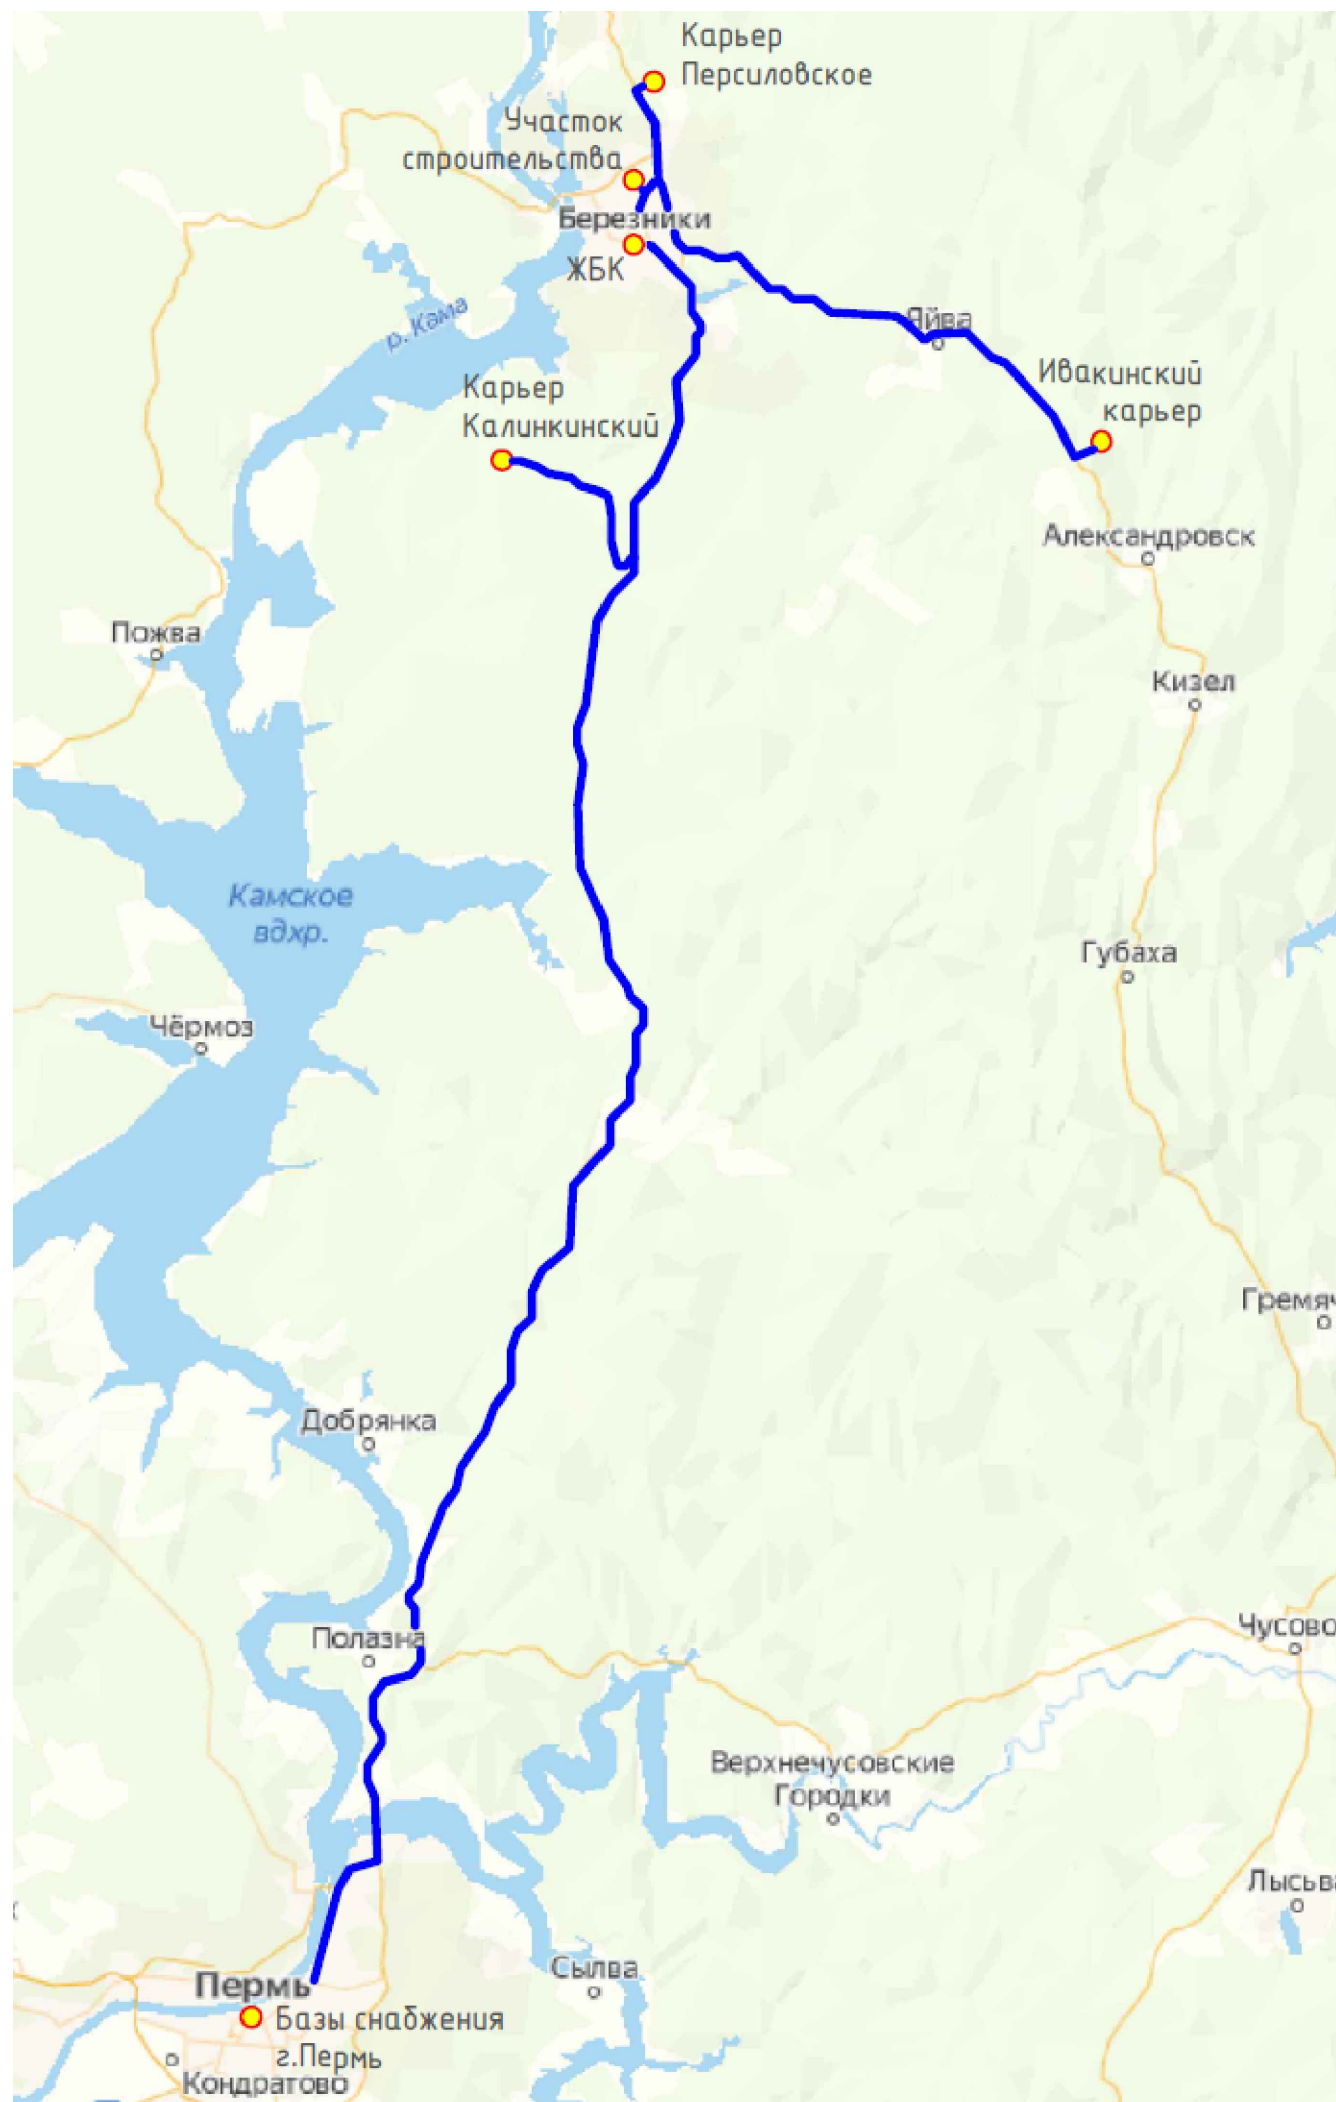 Карьер
Персиловское
Участок
строительства
Березники
ЖБК
р. Кама
Яйва
Ивакинский
карьер
Карьер
Калинкинский
Александровск
Пожва
Кизел
Камское
вдхр.
Губаха
Чёрмоз
Гремяч
Добрянка
Полазна
Чусово
Верхнечусовские
Городки
Лысьва
Сылва
Пермь
Базы снабжения
г.Пермь
Кондратово